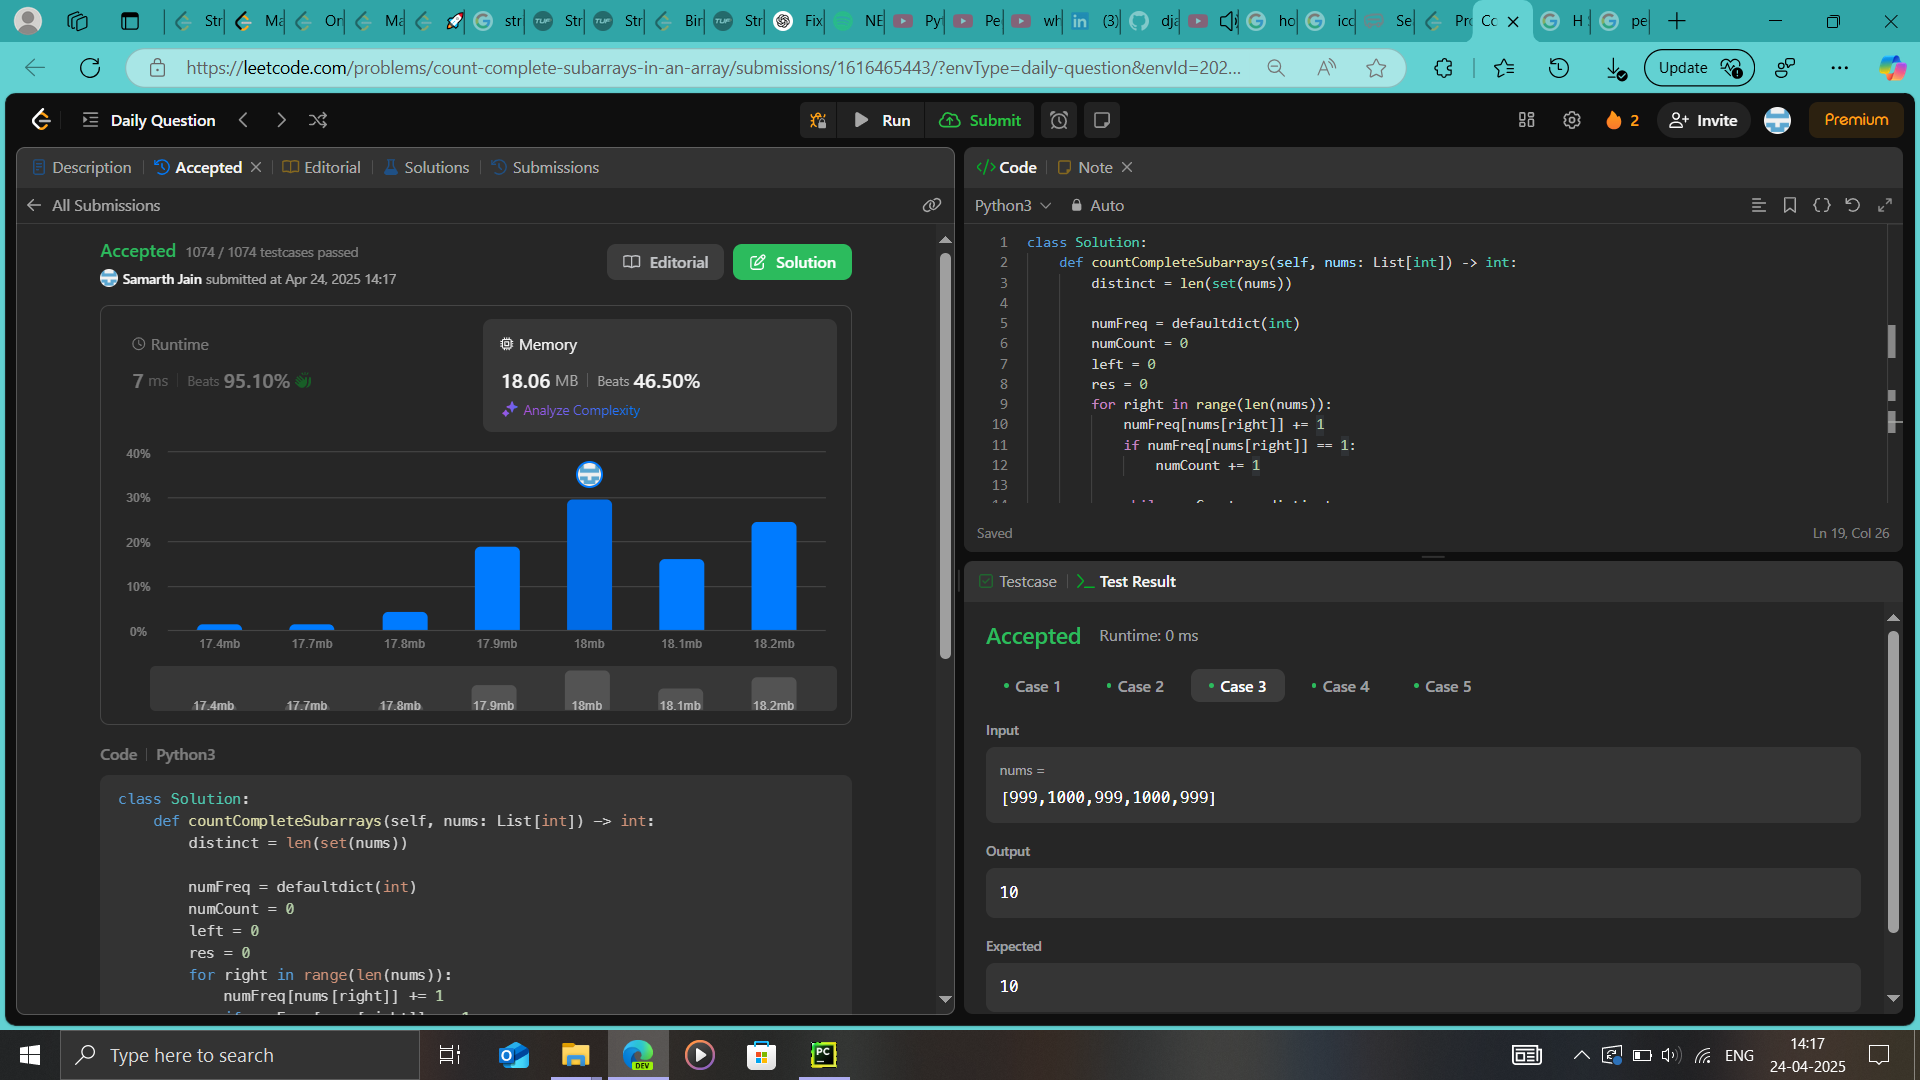 Str
Ma
On
Ma
str
Str
Str
Bir
Str
Fix
NE
Pyt
Pe
wh
(3)
dja
ho
icc
Se
Pro
Co
H
pe
https://leetcode.com/problems/count-complete-subarrays-in-an-array/submissions/1616465443/?envType=daily-question&envId=202...
Update
Daily Question
Run
Submit
2
Invite
Premium
Description
Accepted
Editorial
Solutions
Submissions
All Submissions
Accepted 1074 / 1074 testcases passed
Samarth Jain submitted at Apr 24, 2025 14:17
Editorial
Solution
Runtime
7 ms Beats 95.10%
Memory
18.06 MB Beats 46.50%
Analyze Complexity
40%
30%
20%
10%
0%
17.4mb 17.7mb 17.8mb 17.9mb 18mb 18.1mb 18.2mb
17.4mb 17.7mb 17.8mb 17.9mb 18mb 18.1mb 18.2mb
Code Python3
class Solution:
def countCompleteSubarrays(self, nums: List[int]) -> int:
distinct = len(set(nums))
numFreq = defaultdict(int)
numCount = 0
left = 0
res = 0
for right in range(len(nums)):
numFreq[nums[right]] += 1
Code Note
Python3 Auto
1 class Solution:
2 def countCompleteSubarrays(self, nums: List[int]) -> int:
3 distinct = len(set(nums))
4
5 numFreq = defaultdict(int)
6 numCount = 0
7 left = 0
8 res = 0
9 for right in range(len(nums)):
10 numFreq[nums[right]] += 1
11 if numFreq[nums[right]] == 1:
12 numCount += 1
13
Saved
Ln 19, Col 26
Testcase
Test Result
Accepted Runtime: 0 ms
Case 1
Case 2
Case 3
Case 4
Case 5
Input
nums =
[999,1000,999,1000,999]
Output
10
Expected
10
Type here to search
DEV
PC
ENG
14:17
24-04-2025